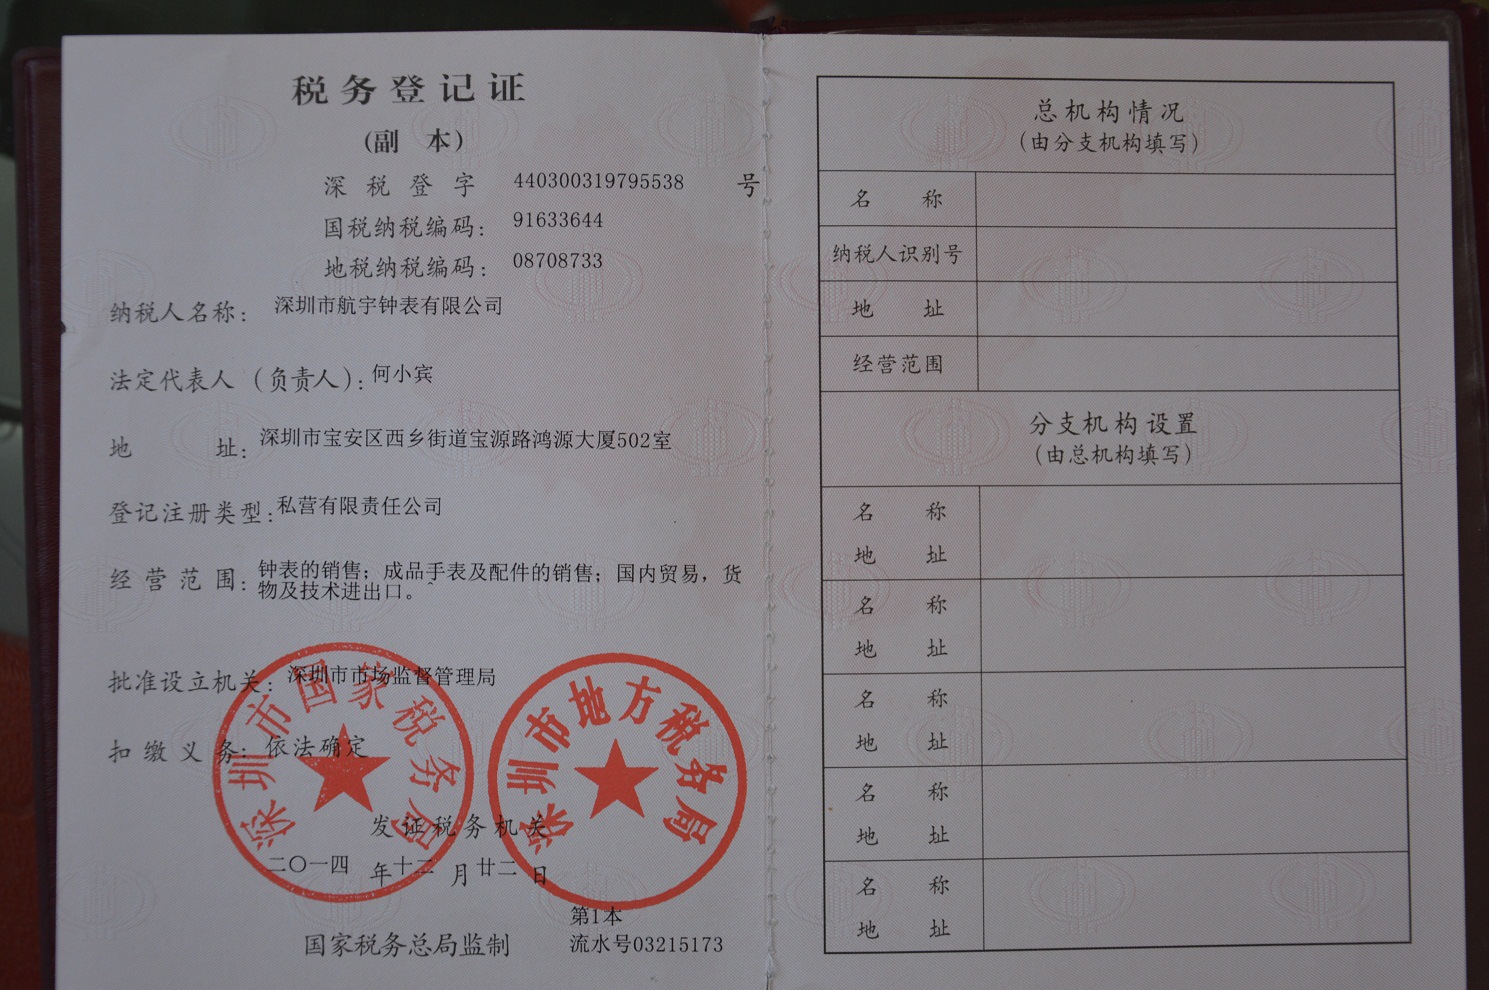 税务登记证
(副 本)
深税登字 440300319795538 号
国税纳税编码: 91633644
地税纳税编码: 08708733
纳税人名称: 深圳市航宇钟表有限公司
法定代表人（负责人）: 何小宾
地 址: 深圳市宝安区西乡街道宝源路鸿源大厦502室
登记注册类型: 私营有限责任公司
经营范围: 钟表的销售；成品手表及配件的销售；国内贸易，货
物及技术进出口。
批准设立机关: 深圳市市场监督管理局
扣缴义务: 依法确定
深圳市国家税务局
深圳市地方税务局
发证税务机关
二〇一四 年十二 月廿二 日
第1本
国家税务总局监制 流水号03215173
总机构情况
（由分支机构填写）
名 称
纳税人识别号
地 址
经营范围
分支机构设置
（由总机构填写）
名 称
地 址
名 称
地 址
名 称
地 址
名 称
地 址
名 称
地 址